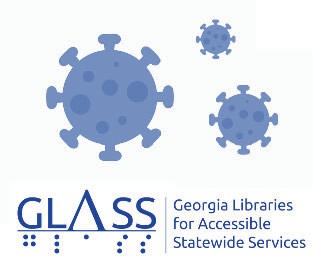 GLASS
Georgia Libraries
for Accessible
Statewide Services